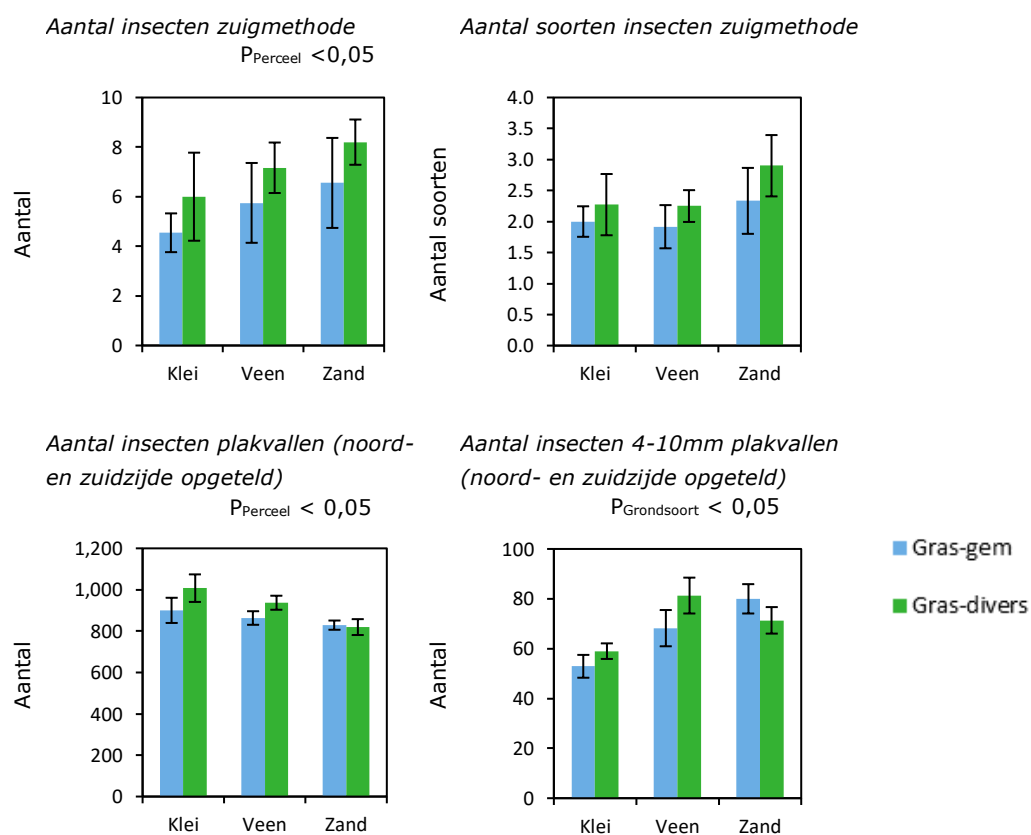 Aantal insecten zuigmethode
P Perceel <0,05
Aantal
10
8
6
4
2
0
Klei Veen Zand
Aantal soorten insecten zuigmethode
Aantal soorten
4.0
3.5
3.0
2.5
2.0
1.5
1.0
0.5
0.0
Klei Veen Zand
Aantal insecten plakvallen (noord-
en zuidzijde opgeteld)
P Perceel < 0,05
Aantal
1,200
1,000
800
600
400
200
0
Klei Veen Zand
Aantal insecten 4-10mm plakvallen
(noord- en zuidzijde opgeteld)
P Grondsoort < 0,05
Aantal
100
80
60
40
20
0
Klei Veen Zand
Gras-gem
Gras-divers